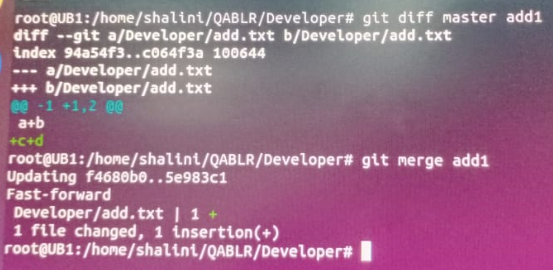 root@UB1:/home/shalini/QABLR/Developer# git diff master add1
diff --git a/Developer/add.txt b/Developer/add.txt
index 94a54f3..c064f3a 100644
--- a/Developer/add.txt
+++ b/Developer/add.txt
@@ -1 +1,2 @@
 a+b
+c+d
root@UB1:/home/shalini/QABLR/Developer# git merge add1
Updating f4680b0..5e983c1
Fast-forward
 Developer/add.txt | 1 +
 1 file changed, 1 insertion(+)
root@UB1:/home/shalini/QABLR/Developer#